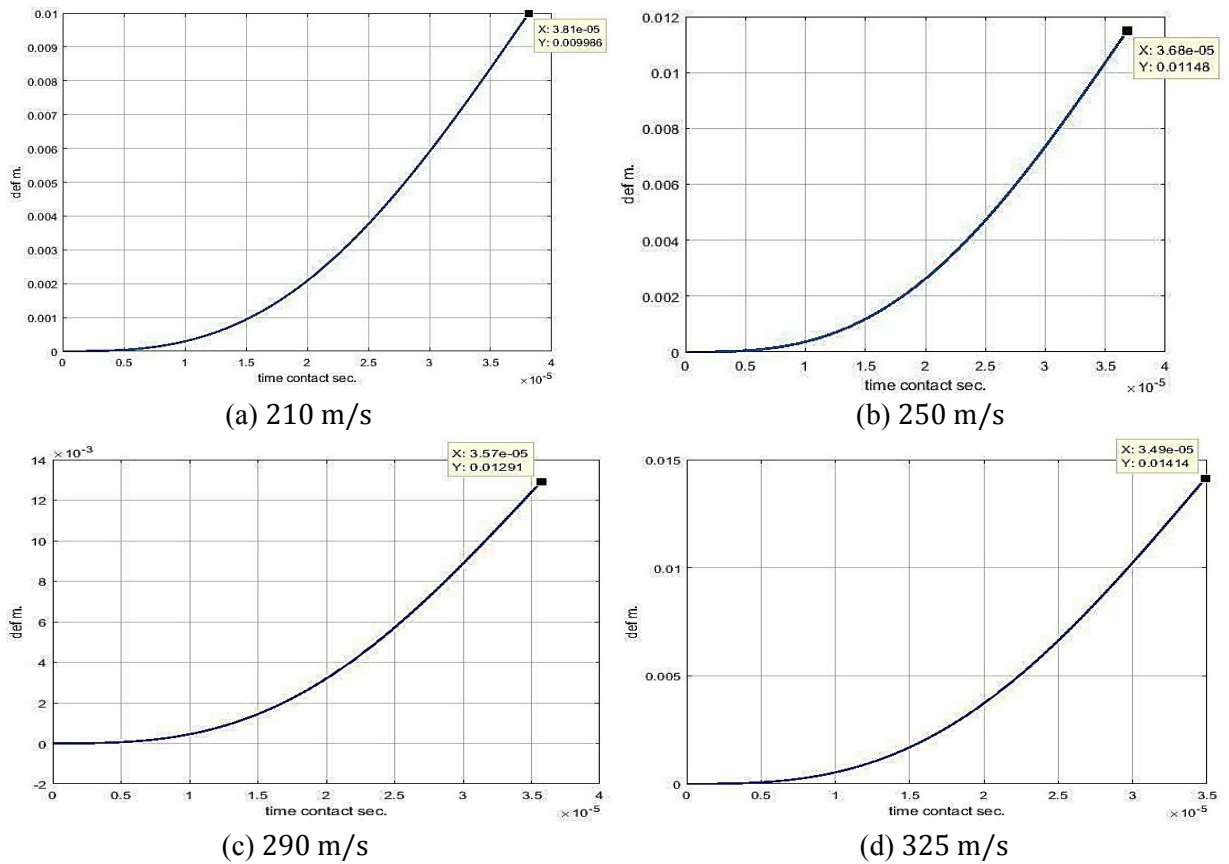 0.01
0.009
0.008
0.007
0.006
0.005
0.004
0.003
0.002
0.001
0
def m.
X: 3.81e-05
Y: 0.009986
0 0.5 1 1.5 2 2.5 3 3.5 4
time contact sec.
×10-5
(a) 210 m/s
0.012
0.01
0.008
0.006
0.004
0.002
0
def m.
X: 3.68e-05
Y: 0.01148
0 0.5 1 1.5 2 2.5 3 3.5 4
time contact sec.
×10-5
(b) 250 m/s
14 ×10-3
12
10
8
6
4
2
0
-2
def m.
X: 3.57e-05
Y: 0.01291
0 0.5 1 1.5 2 2.5 3 3.5 4
time contact sec.
×10-5
(c) 290 m/s
0.015
0.01
0.005
0
def m.
X: 3.49e-05
Y: 0.01414
0 0.5 1 1.5 2 2.5 3 3.5
time contact sec.
×10-5
(d) 325 m/s